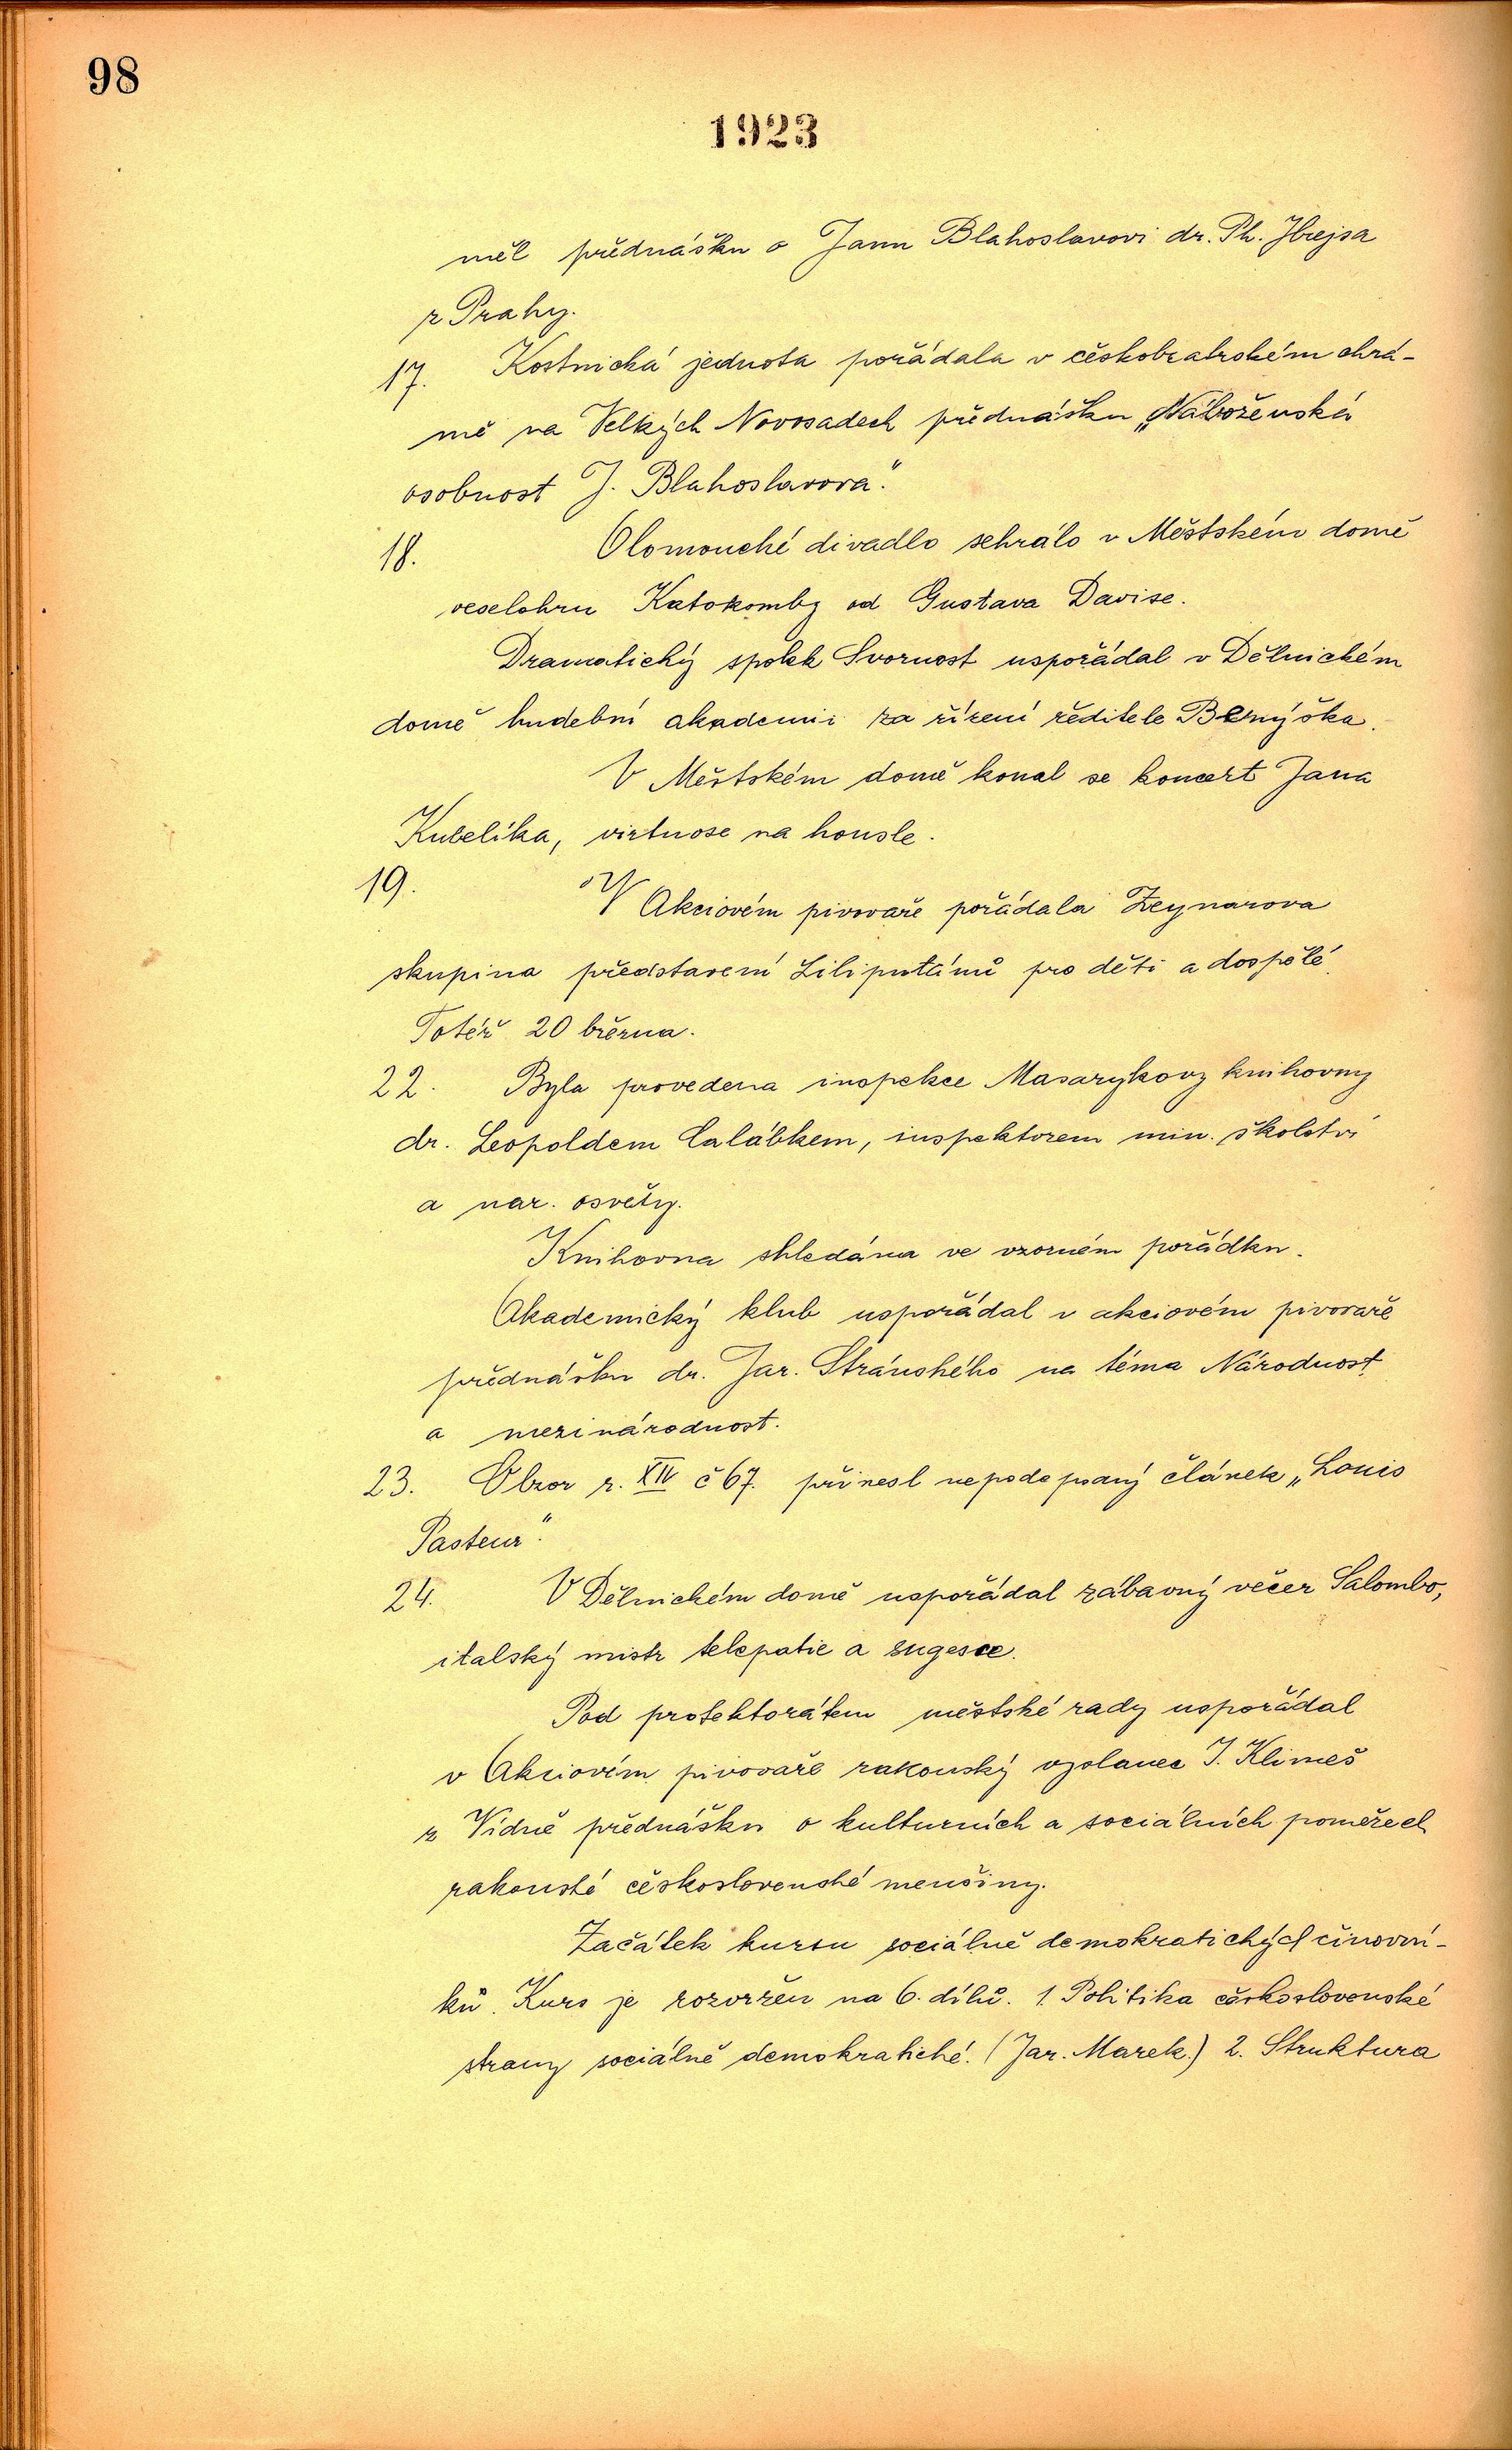 98
1923
měl přednášku o Janu Blahoslavovi dr. Ph. Hrejsa
z Prahy.
17. Kostnická jednota pořádala v českobratrském chrá-
mě na Velkých Novosadech přednášku „Náboženská
osobnost J. Blahoslavova."
18. Olomoucké divadlo sehrálo v Městském domě
veselohru Katakomby od Gustava Davise.
Dramatický spolek Svornost uspořádal v Dělnickém
domě hudební akademii za řízení ředitele
V Městském domě konal se koncert Jana
Kubelíka, virtuose na housle.
19. V Akciovém pivovaře pořádala Zeynarova
skupina představení Liliputánů pro děti a dospělé.
Totéž 20 března.
22. Byla provedena inspekce Masarykovy knihovny
dr. Leopoldem Calábkem, inspektorem min. školství
a nar. osvěty.
Knihovna shledána ve vzorném pořádku.
Akademický klub uspořádal v akciovém pivovaře
přednášku dr. Jar. Stránského na téma Národnost
a mezinárodnost.
23. Obzor r. XIV č 67. přinesl nepodepsaný článek „Louis
Pasteur".
24. V Dělnickém domě uspořádal zábavný večer Salombo,
italský mistr telepatie a sugesce.
Pod protektorátem městské rady uspořádal
v Akciovém pivovaře rakouský vyslanec J. Klimeš
z Vídně přednášku o kulturních a sociálních poměrech
rakouské československé menšiny.
Začátek kursu sociálně demokratických činovní-
ků. Kurs je rozvržen na 6. dílů. 1. Politika československé
strany sociálně demokratické. (Jar. Marek.) 2. Struktura